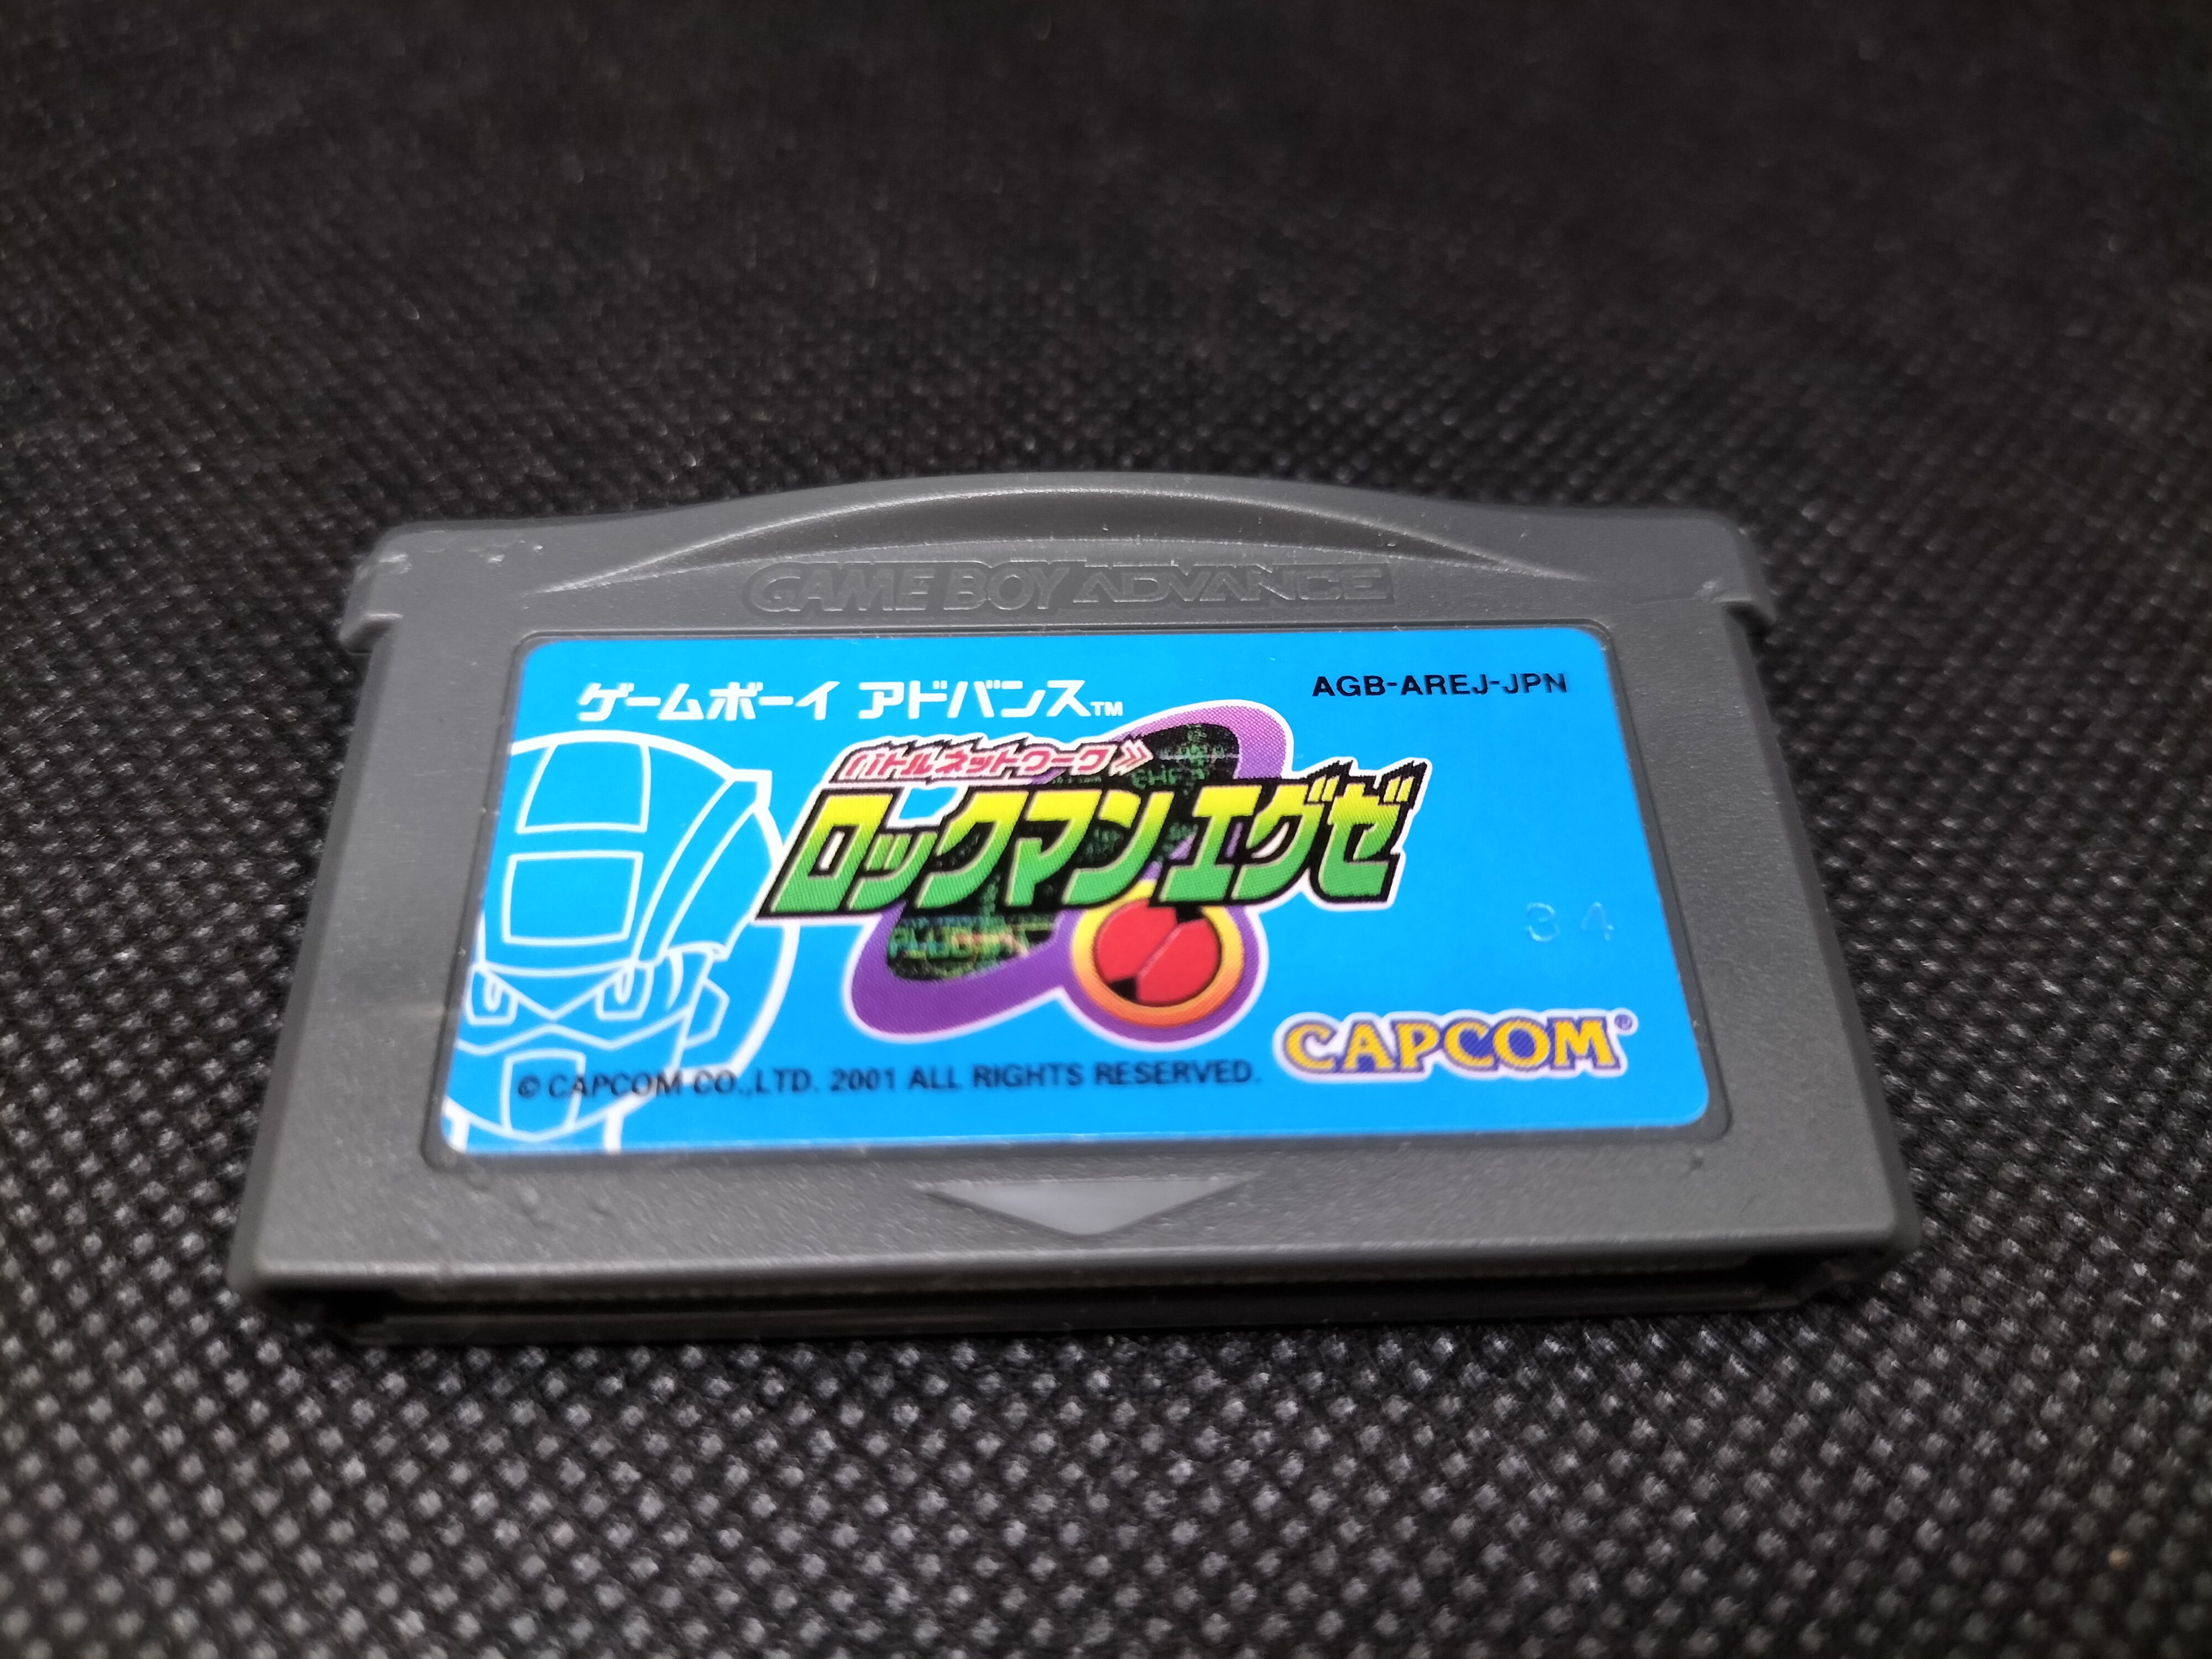 GAME BOY ADVANCE
ゲームボーイ アドバンス™
AGB-AREJ-JPN
バトルネットワーク
ロックマン エグゼ
34
CAPCOM®
© CAPCOM CO.,LTD. 2001 ALL RIGHTS RESERVED.